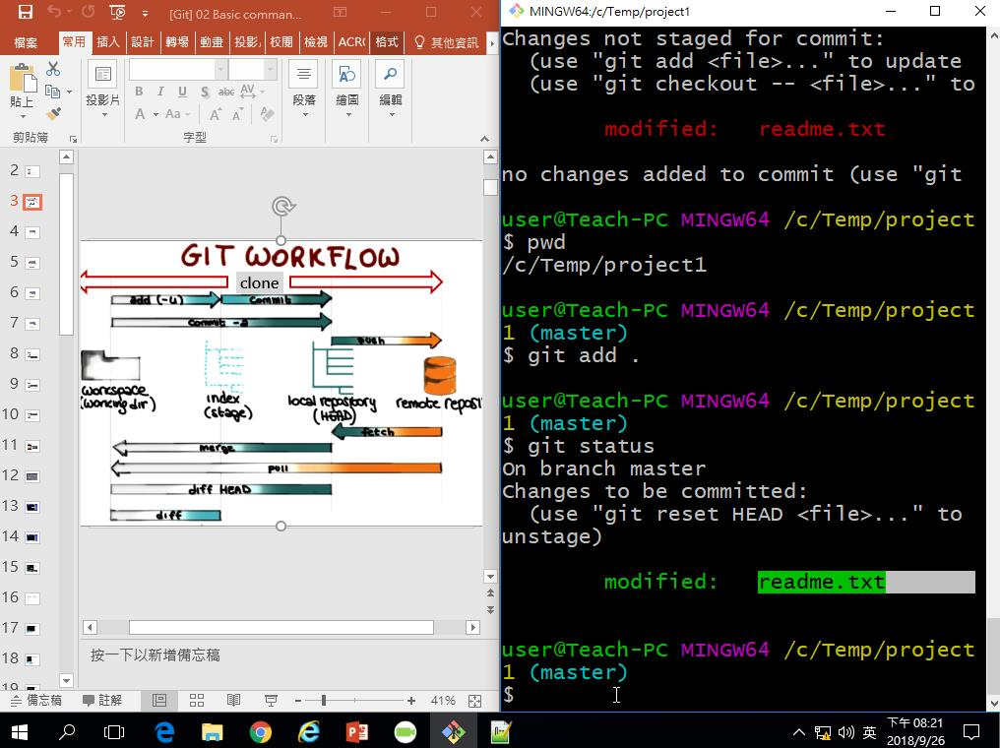 [Git] 02 Basic comman...
檔案
常用
插入
設計
轉場
動畫
投影片
校閱
檢視
ACR
格式
其他資訊
貼上
剪貼簿
B I U S abc AV
A Aa A A
字型
投影片
段落
繪圖
編輯
2
3
4
5
6
7
8
9
10
11
12
13
14
15
16
17
18
19
GIT WORKFLOW
clone
add (-u)
commit
commit -a
push
workspace
(working dir)
index
(stage)
local repository
(HEAD)
remote reposit
fetch
merge
pull
diff HEAD
diff
按一下以新增備忘稿
備忘稿
註解
41%
MINGW64:/c/Temp/project1
Changes not staged for commit:
(use "git add <file>..." to update
(use "git checkout -- <file>..." to
modified: readme.txt
no changes added to commit (use "git
user@Teach-PC MINGW64 /c/Temp/project
$ pwd
/c/Temp/project1
user@Teach-PC MINGW64 /c/Temp/project
1 (master)
$ git add .
user@Teach-PC MINGW64 /c/Temp/project
1 (master)
$ git status
On branch master
Changes to be committed:
(use "git reset HEAD <file>..." to
unstage)
modified: readme.txt
user@Teach-PC MINGW64 /c/Temp/project
1 (master)
$
英
下午 08:21
2018/9/26